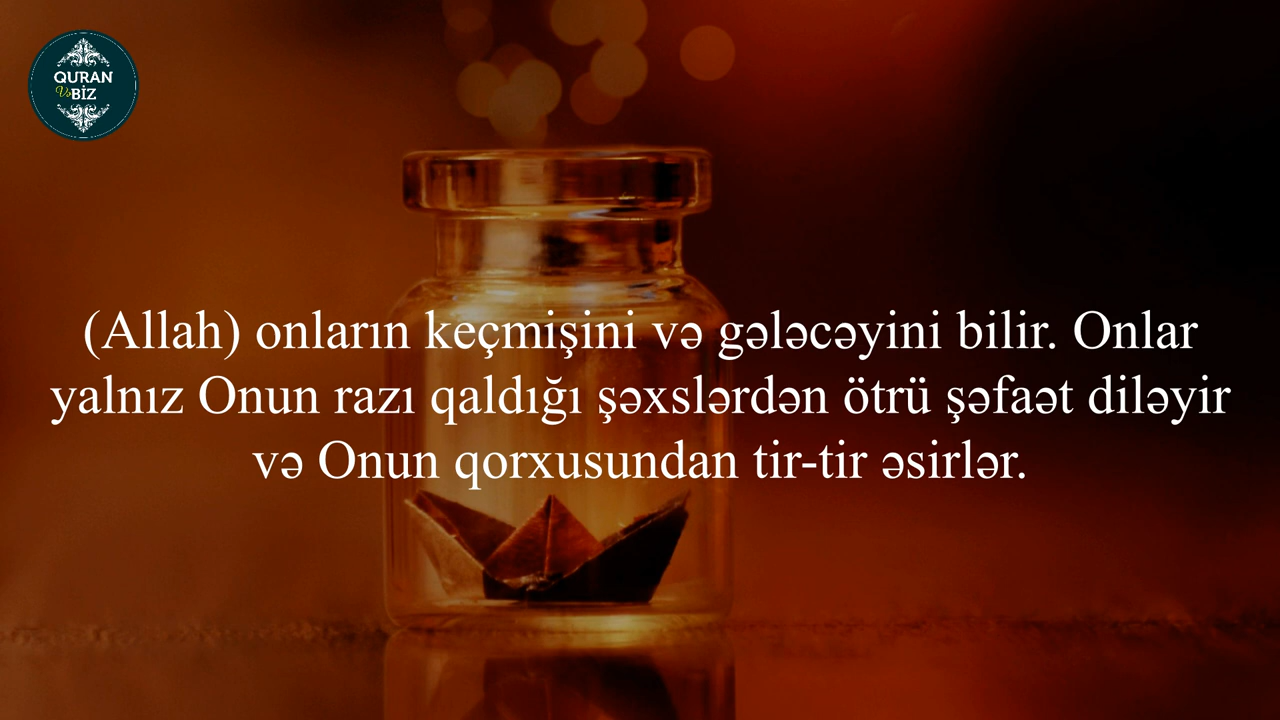 QURAN
Və BİZ
(Allah) onların keçmişini və gələcəyini bilir. Onlar
yalnız Onun razı qaldığı şəxslərdən ötrü şəfaət diləyir
və Onun qorxusundan tir-tir əsirlər.